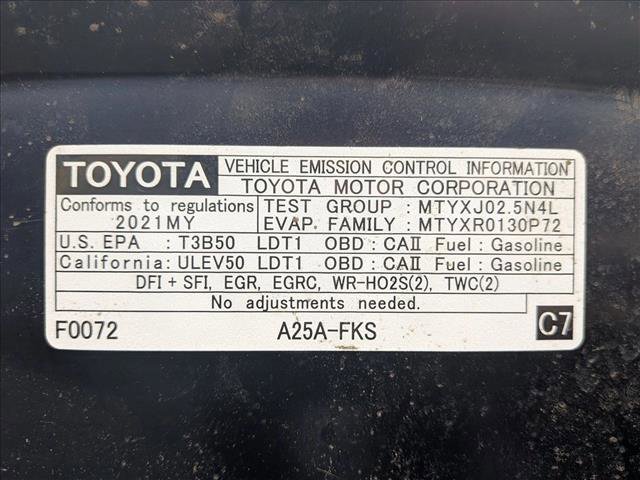 TOYOTA VEHICLE EMISSION CONTROL INFORMATION
TOYOTA MOTOR CORPORATION
Conforms to regulations TEST GROUP : MTYXJ02.5N4L
2021MY EVAP. FAMILY : MTYXR0130P72
U.S. EPA : T3B50 LDT1 OBD : CAII Fuel : Gasoline
California: ULEV50 LDT1 OBD : CAII Fuel : Gasoline
DFI + SFI, EGR, EGRC, WR-HO2S(2), TWC(2)
No adjustments needed.
F0072 A25A-FKS C7